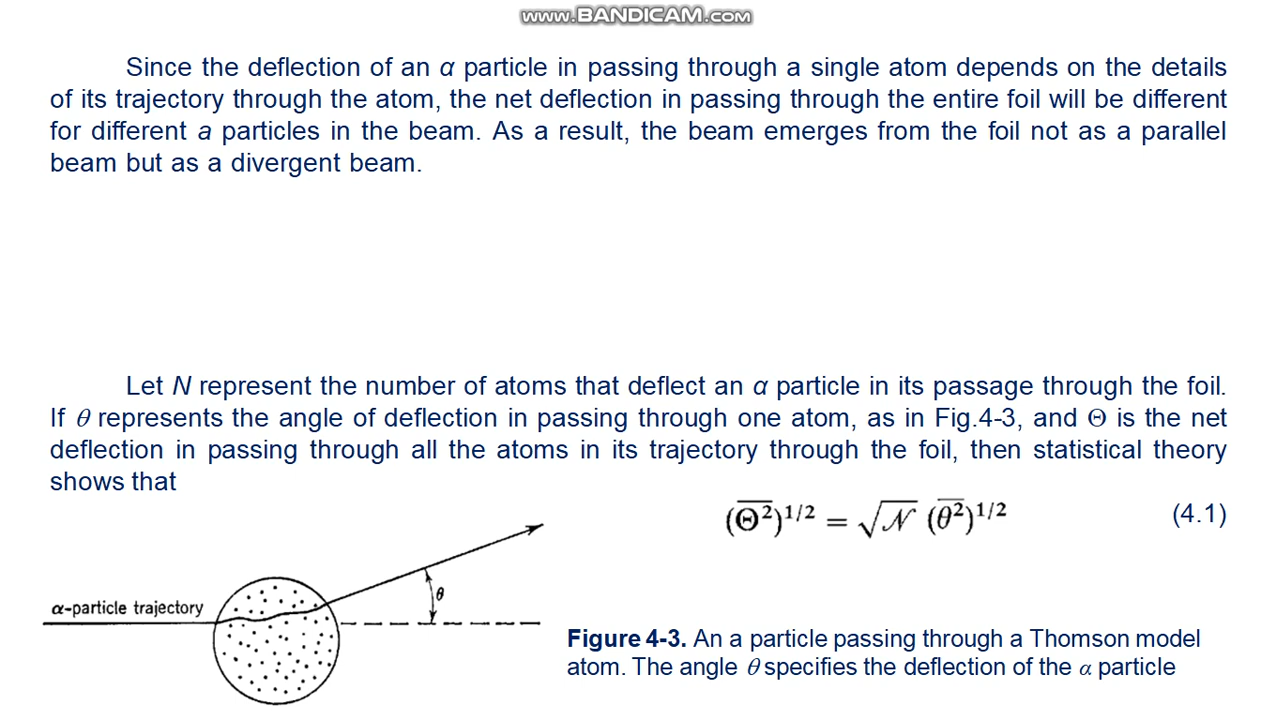 www.BANDICAM.com
Since the deflection of an α particle in passing through a single atom depends on the details
of its trajectory through the atom, the net deflection in passing through the entire foil will be different
for different a particles in the beam. As a result, the beam emerges from the foil not as a parallel
beam but as a divergent beam.
Let N represent the number of atoms that deflect an α particle in its passage through the foil.
If θ represents the angle of deflection in passing through one atom, as in Fig.4-3, and Θ is the net
deflection in passing through all the atoms in its trajectory through the foil, then statistical theory
shows that
(Θ̅²)^1/2 = √𝒩 (θ̅²)^1/2 (4.1)
θ
α-particle trajectory
Figure 4-3. An a particle passing through a Thomson model
atom. The angle θ specifies the deflection of the α particle